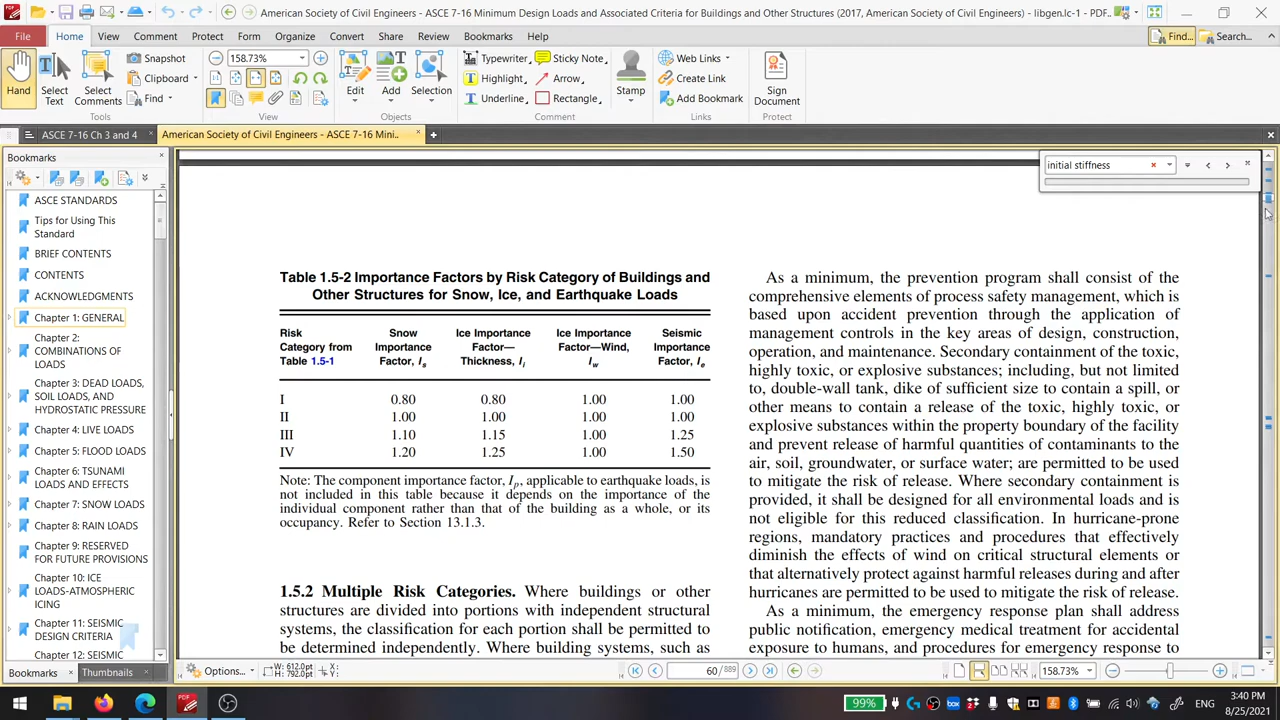 American Society of Civil Engineers - ASCE 7-16 Minimum Design Loads and Associated Criteria for Buildings and Other Structures (2017, American Society of Civil Engineers) - libgen.lc-1 - PDF..
File Home View Comment Protect Form Organize Convert Share Review Bookmarks Help Find... Search...
Hand
Select Text
Select Comments
Snapshot
Clipboard
Find
Tools
158.73%
View
Edit
Add
Selection
Typewriter
Highlight
Underline
Sticky Note
Arrow
Rectangle
Comment
Stamp
Web Links
Create Link
Add Bookmark
Links
Sign Document
Protect
ASCE 7-16 Ch 3 and 4
American Society of Civil Engineers - ASCE 7-16 Mini..
Bookmarks
ASCE STANDARDS
Tips for Using This
Standard
BRIEF CONTENTS
CONTENTS
ACKNOWLEDGMENTS
Chapter 1: GENERAL
Chapter 2:
COMBINATIONS OF
LOADS
Chapter 3: DEAD LOADS,
SOIL LOADS, AND
HYDROSTATIC PRESSURE
Chapter 4: LIVE LOADS
Chapter 5: FLOOD LOADS
Chapter 6: TSUNAMI
LOADS AND EFFECTS
Chapter 7: SNOW LOADS
Chapter 8: RAIN LOADS
Chapter 9: RESERVED
FOR FUTURE PROVISIONS
Chapter 10: ICE
LOADS-ATMOSPHERIC
ICING
Chapter 11: SEISMIC
DESIGN CRITERIA
Chapter 12: SEISMIC
Bookmarks Thumbnails
initial stiffness
Table 1.5-2 Importance Factors by Risk Category of Buildings and
Other Structures for Snow, Ice, and Earthquake Loads
Risk Category from Table 1.5-1 | Snow Importance Factor, Is | Ice Importance Factor—Thickness, Ii | Ice Importance Factor—Wind, Iw | Seismic Importance Factor, Ie
I 0.80 0.80 1.00 1.00
II 1.00 1.00 1.00 1.00
III 1.10 1.15 1.00 1.25
IV 1.20 1.25 1.00 1.50
Note: The component importance factor, Ip, applicable to earthquake loads, is
not included in this table because it depends on the importance of the
individual component rather than that of the building as a whole, or its
occupancy. Refer to Section 13.1.3.
1.5.2 Multiple Risk Categories. Where buildings or other
structures are divided into portions with independent structural
systems, the classification for each portion shall be permitted to
be determined independently. Where building systems, such as
As a minimum, the prevention program shall consist of the
comprehensive elements of process safety management, which is
based upon accident prevention through the application of
management controls in the key areas of design, construction,
operation, and maintenance. Secondary containment of the toxic,
highly toxic, or explosive substances; including, but not limited
to, double-wall tank, dike of sufficient size to contain a spill, or
other means to contain a release of the toxic, highly toxic, or
explosive substances within the property boundary of the facility
and prevent release of harmful quantities of contaminants to the
air, soil, groundwater, or surface water; are permitted to be used
to mitigate the risk of release. Where secondary containment is
provided, it shall be designed for all environmental loads and is
not eligible for this reduced classification. In hurricane-prone
regions, mandatory practices and procedures that effectively
diminish the effects of wind on critical structural elements or
that alternatively protect against harmful releases during and after
hurricanes are permitted to be used to mitigate the risk of release.
As a minimum, the emergency response plan shall address
public notification, emergency medical treatment for accidental
exposure to humans, and procedures for emergency response to
Options... W: 612.0pt H: 792.0pt X: Y: 60 / 889 158.73%
99% ENG 3:40 PM
8/25/2021